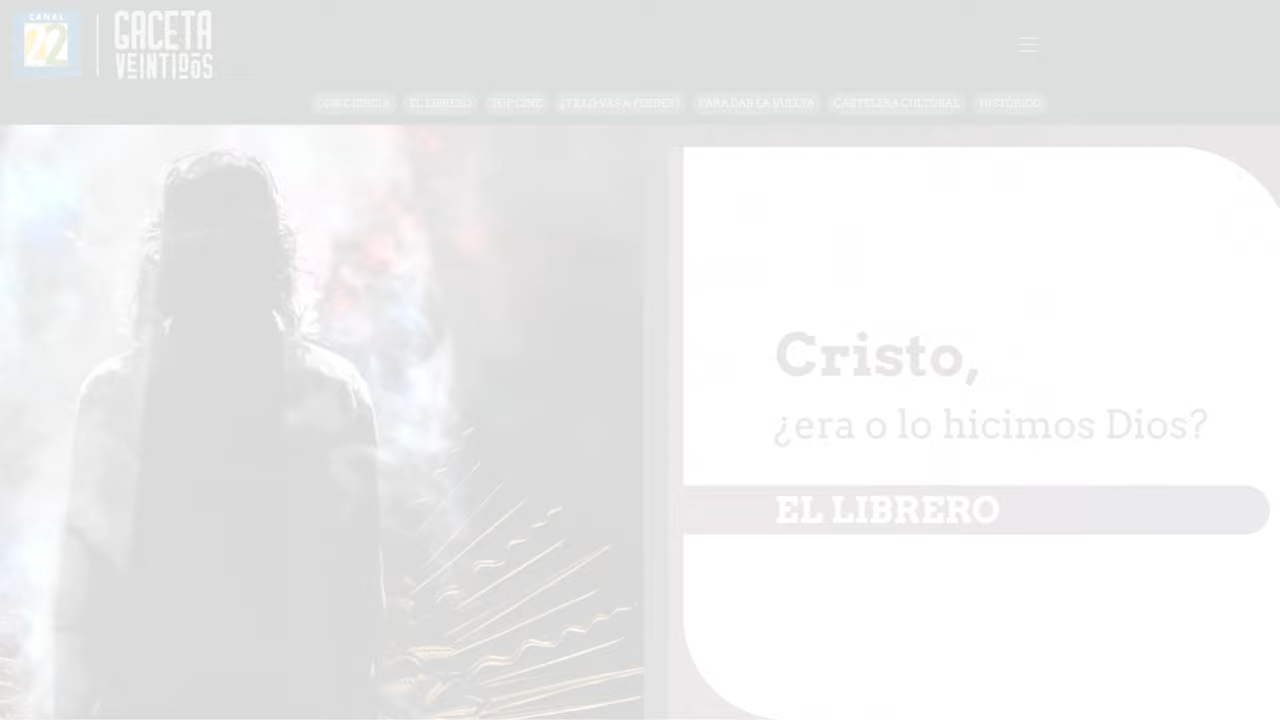 CANAL
22
GACETA
VEINTIDÓS
CON-CIENCIA
EL LIBRERO
TOP CINE
¿TE LO VAS A PERDER?
PARA DAR LA VUELTA
CARTELERA CULTURAL
HISTÓRICO
Cristo,
¿era o lo hicimos Dios?
EL LIBRERO